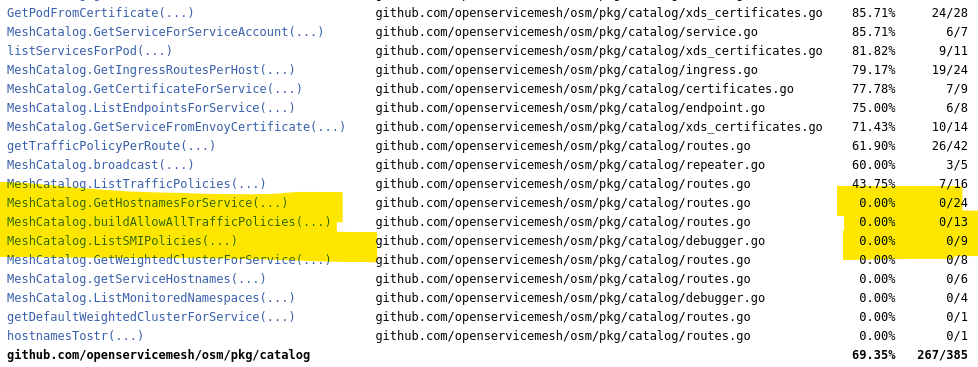 GetPodFromCertificate(...) github.com/openservicemesh/osm/pkg/catalog/xds_certificates.go 85.71% 24/28
MeshCatalog.GetServiceForServiceAccount(...) github.com/openservicemesh/osm/pkg/catalog/service.go 85.71% 6/7
listServicesForPod(...) github.com/openservicemesh/osm/pkg/catalog/xds_certificates.go 81.82% 9/11
MeshCatalog.GetIngressRoutesPerHost(...) github.com/openservicemesh/osm/pkg/catalog/ingress.go 79.17% 19/24
MeshCatalog.GetCertificateForService(...) github.com/openservicemesh/osm/pkg/catalog/certificates.go 77.78% 7/9
MeshCatalog.ListEndpointsForService(...) github.com/openservicemesh/osm/pkg/catalog/endpoint.go 75.00% 6/8
MeshCatalog.GetServiceFromEnvoyCertificate(...) github.com/openservicemesh/osm/pkg/catalog/xds_certificates.go 71.43% 10/14
getTrafficPolicyPerRoute(...) github.com/openservicemesh/osm/pkg/catalog/routes.go 61.90% 26/42
MeshCatalog.broadcast(...) github.com/openservicemesh/osm/pkg/catalog/repeater.go 60.00% 3/5
MeshCatalog.ListTrafficPolicies(...) github.com/openservicemesh/osm/pkg/catalog/routes.go 43.75% 7/16
MeshCatalog.GetHostnamesForService(...) github.com/openservicemesh/osm/pkg/catalog/routes.go 0.00% 0/24
MeshCatalog.buildAllowAllTrafficPolicies(...) github.com/openservicemesh/osm/pkg/catalog/routes.go 0.00% 0/13
MeshCatalog.ListSMIPolicies(...) github.com/openservicemesh/osm/pkg/catalog/debugger.go 0.00% 0/9
MeshCatalog.GetWeightedClusterForService(...) github.com/openservicemesh/osm/pkg/catalog/routes.go 0.00% 0/8
MeshCatalog.getServiceHostnames(...) github.com/openservicemesh/osm/pkg/catalog/routes.go 0.00% 0/6
MeshCatalog.ListMonitoredNamespaces(...) github.com/openservicemesh/osm/pkg/catalog/debugger.go 0.00% 0/4
getDefaultWeightedClusterForService(...) github.com/openservicemesh/osm/pkg/catalog/routes.go 0.00% 0/1
hostnamesTostr(...) github.com/openservicemesh/osm/pkg/catalog/routes.go 0.00% 0/1
github.com/openservicemesh/osm/pkg/catalog 69.35% 267/385